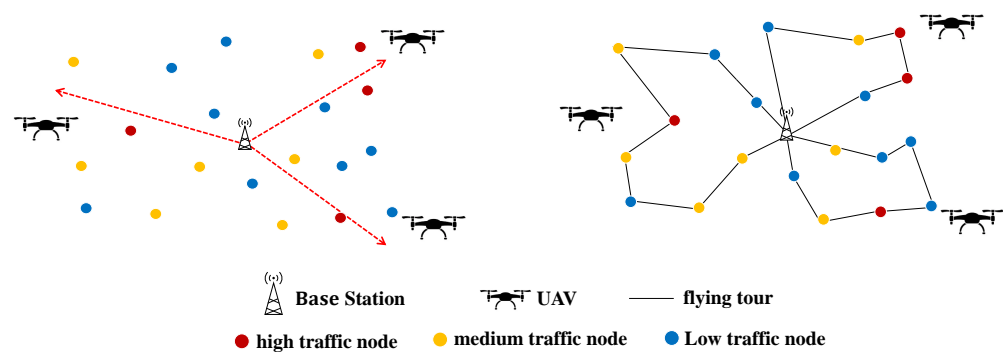 Base Station UAV flying tour
high traffic node medium traffic node Low traffic node